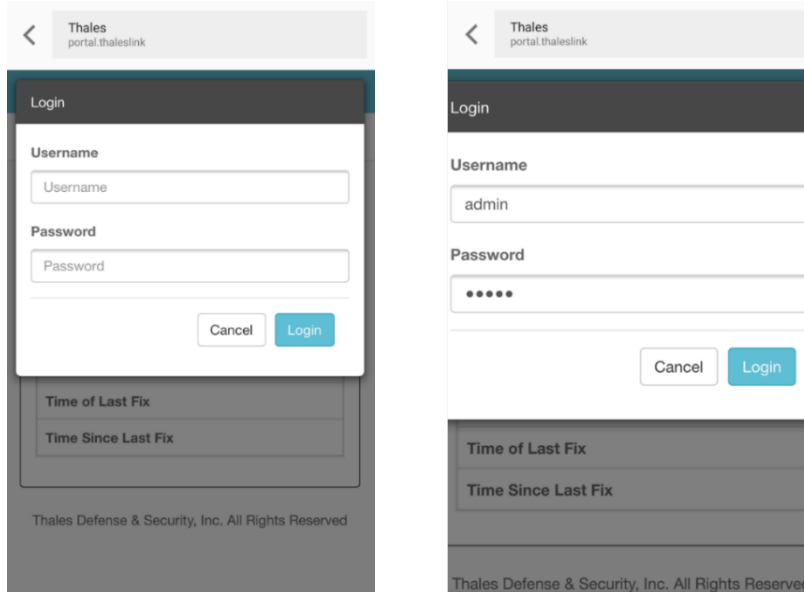 Thales
portal.thaleslink
Login
Username
Username
Password
Password
Cancel
Login
Time of Last Fix
Time Since Last Fix
Thales Defense & Security, Inc. All Rights Reserved
Thales
portal.thaleslink
Login
Username
admin
Password
•••••
Cancel
Login
Time of Last Fix
Time Since Last Fix
Thales Defense & Security, Inc. All Rights Reserved